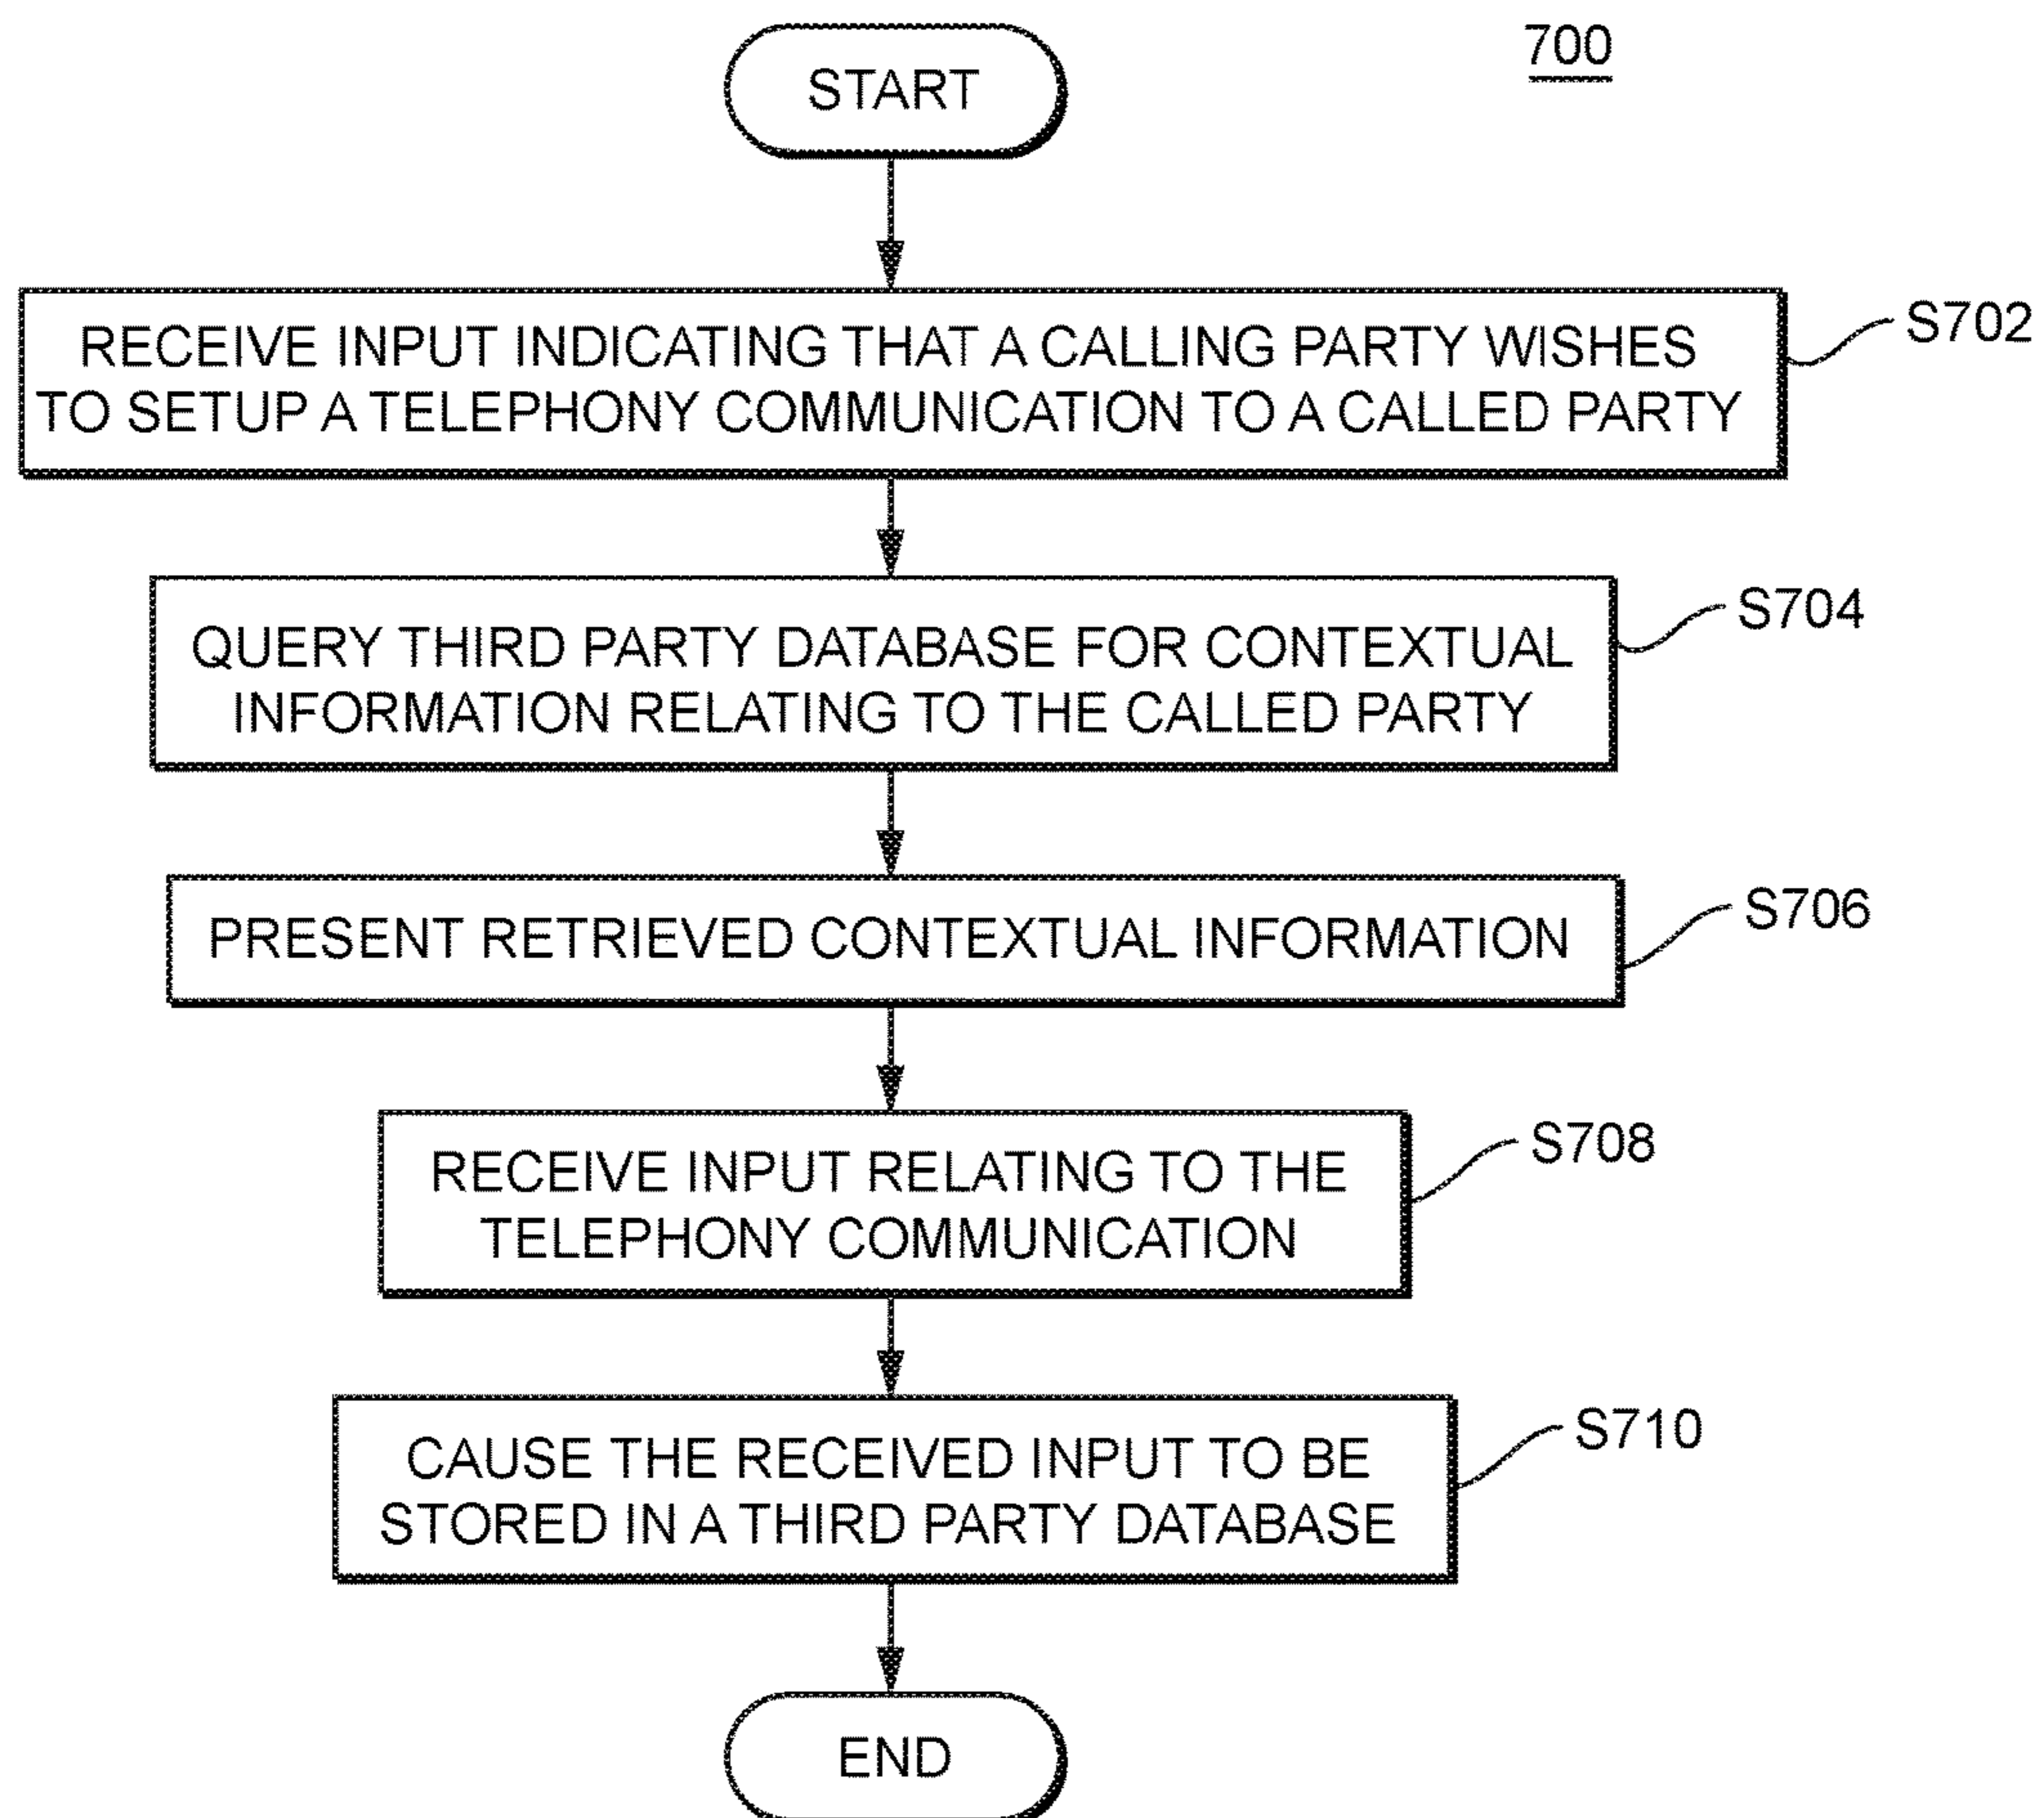 700
START
RECEIVE INPUT INDICATING THAT A CALLING PARTY WISHES
TO SETUP A TELEPHONY COMMUNICATION TO A CALLED PARTY
S702
QUERY THIRD PARTY DATABASE FOR CONTEXTUAL
INFORMATION RELATING TO THE CALLED PARTY
S704
PRESENT RETRIEVED CONTEXTUAL INFORMATION
S706
RECEIVE INPUT RELATING TO THE
TELEPHONY COMMUNICATION
S708
CAUSE THE RECEIVED INPUT TO BE
STORED IN A THIRD PARTY DATABASE
S710
END